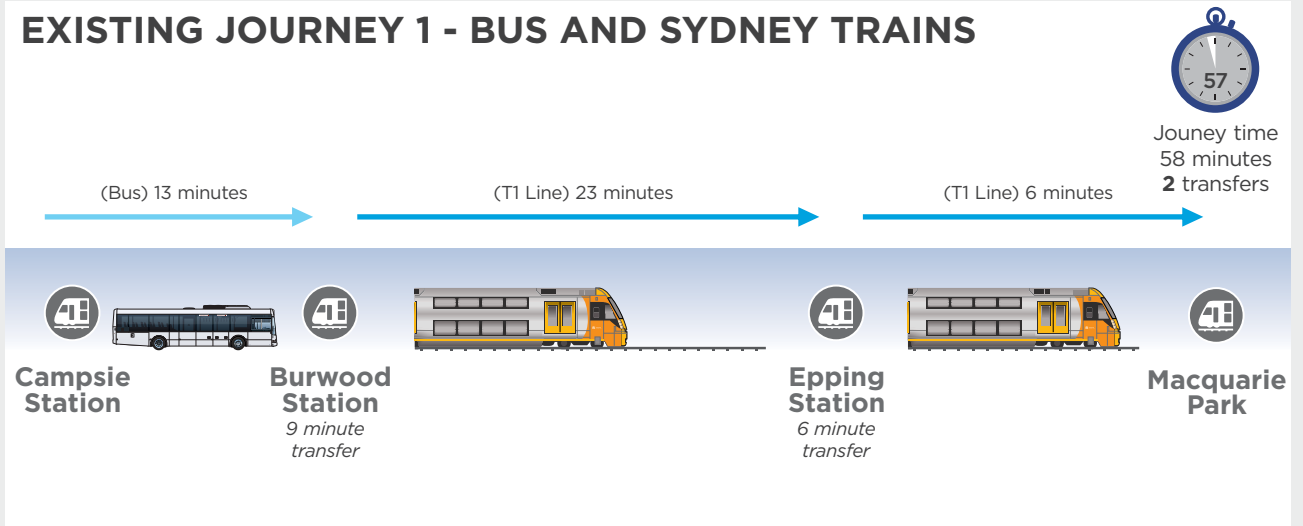 EXISTING JOURNEY 1 - BUS AND SYDNEY TRAINS
57
Jouney time
58 minutes
2 transfers
(Bus) 13 minutes
(T1 Line) 23 minutes
(T1 Line) 6 minutes
Campsie
Station
Burwood
Station
9 minute
transfer
Epping
Station
6 minute
transfer
Macquarie
Park